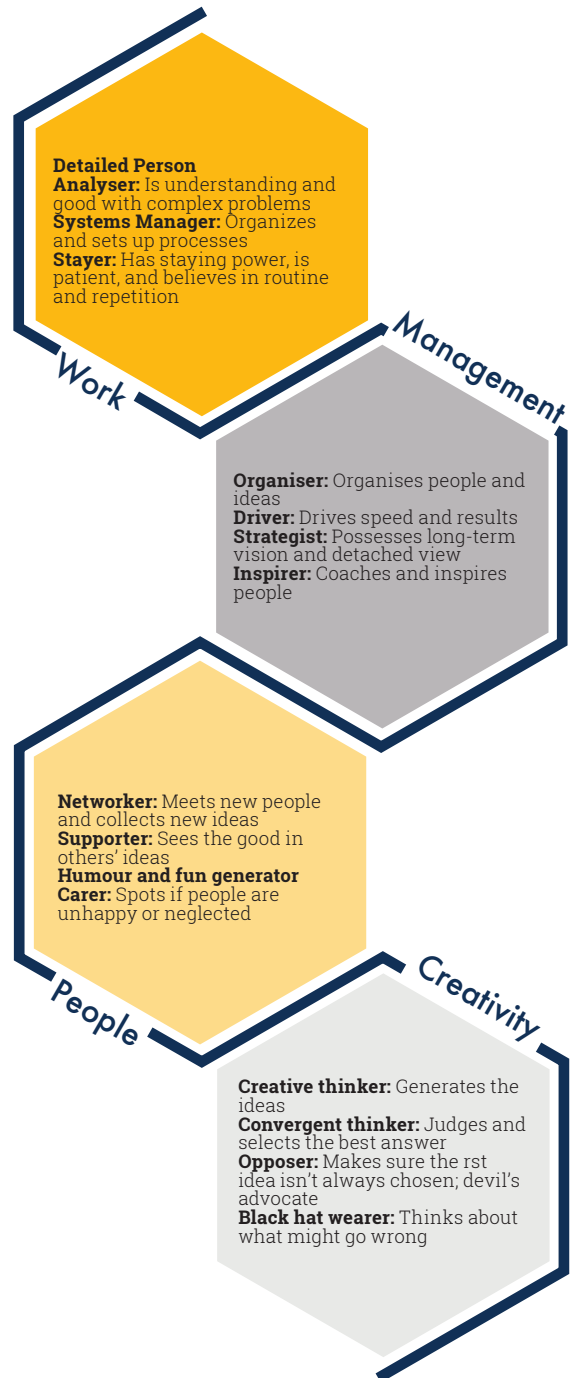 Detailed Person
Analyser: Is understanding and
good with complex problems
Systems Manager: Organizes
and sets up processes
Stayer: Has staying power, is
patient, and believes in routine
and repetition
Work
Management
Organiser: Organises people and
ideas
Driver: Drives speed and results
Strategist: Possesses long-term
vision and detached view
Inspirer: Coaches and inspires
people
Networker: Meets new people
and collects new ideas
Supporter: Sees the good in
others’ ideas
Humour and fun generator
Carer: Spots if people are
unhappy or neglected
People
Creativity
Creative thinker: Generates the
ideas
Convergent thinker: Judges and
selects the best answer
Opposer: Makes sure the rst
idea isn’t always chosen; devil’s
advocate
Black hat wearer: Thinks about
what might go wrong